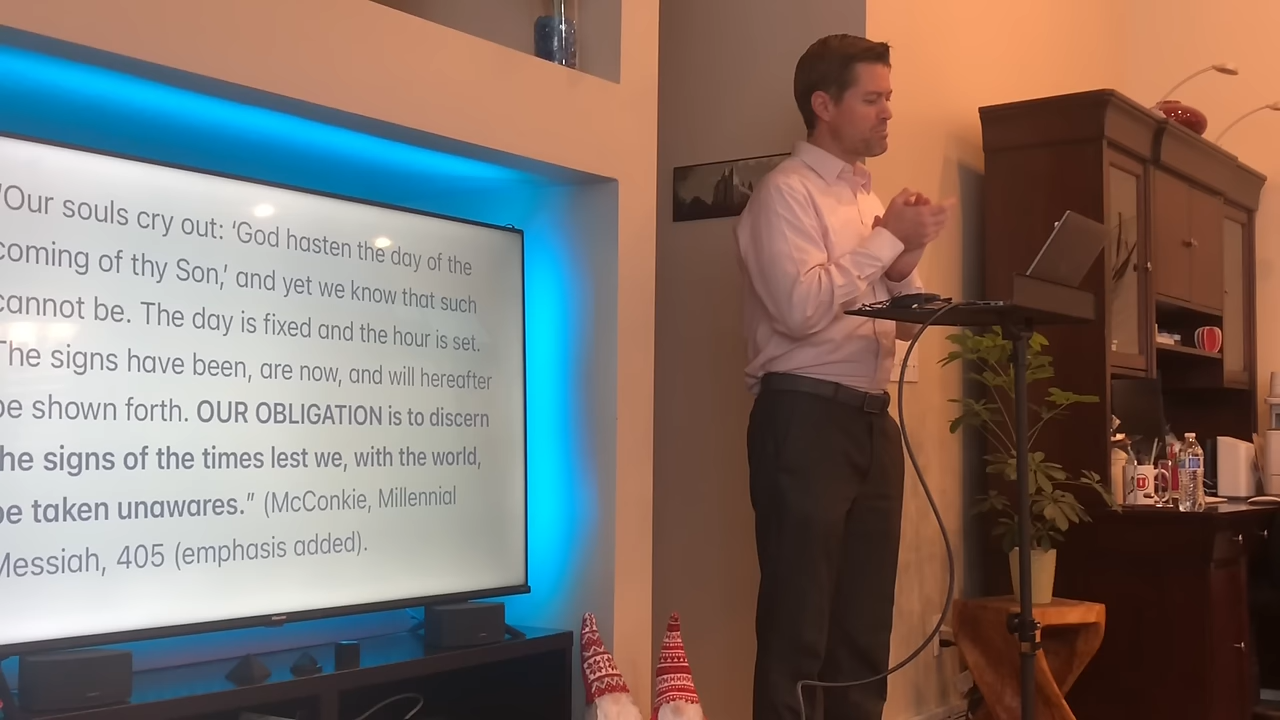 "Our souls cry out: 'God hasten the day of the
coming of thy Son,' and yet we know that such
cannot be. The day is fixed and the hour is set.
The signs have been, are now, and will hereafter
be shown forth. OUR OBLIGATION is to discern
the signs of the times lest we, with the world,
be taken unawares." (McConkie, Millennial
Messiah, 405 (emphasis added).
Hisense
U